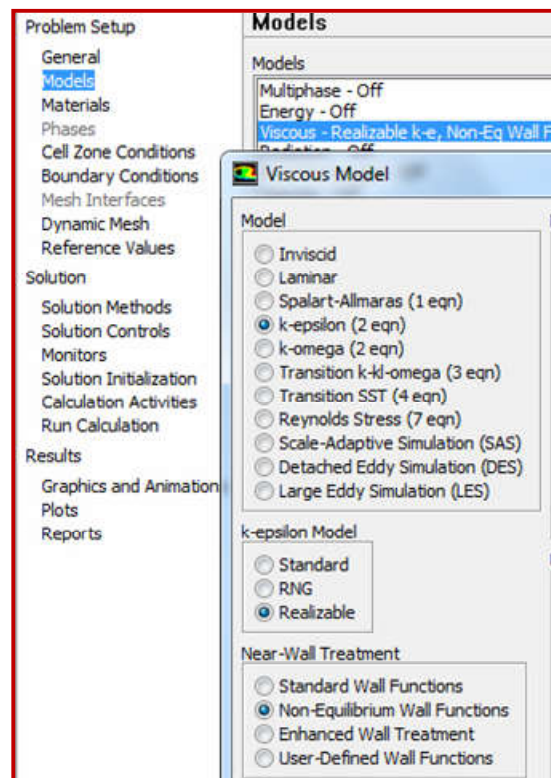 Problem Setup
General
Models
Materials
Phases
Cell Zone Conditions
Boundary Conditions
Mesh Interfaces
Dynamic Mesh
Reference Values
Solution
Solution Methods
Solution Controls
Monitors
Solution Initialization
Calculation Activities
Run Calculation
Results
Graphics and Animation
Plots
Reports
Models
Models
Multiphase - Off
Energy - Off
Viscous - Realizable k-e, Non-Eq Wall F
Radiation - Off
Viscous Model
Model
Inviscid
Laminar
Spalart-Allmaras (1 eqn)
k-epsilon (2 eqn)
k-omega (2 eqn)
Transition k-kl-omega (3 eqn)
Transition SST (4 eqn)
Reynolds Stress (7 eqn)
Scale-Adaptive Simulation (SAS)
Detached Eddy Simulation (DES)
Large Eddy Simulation (LES)
k-epsilon Model
Standard
RNG
Realizable
Near-Wall Treatment
Standard Wall Functions
Non-Equilibrium Wall Functions
Enhanced Wall Treatment
User-Defined Wall Functions